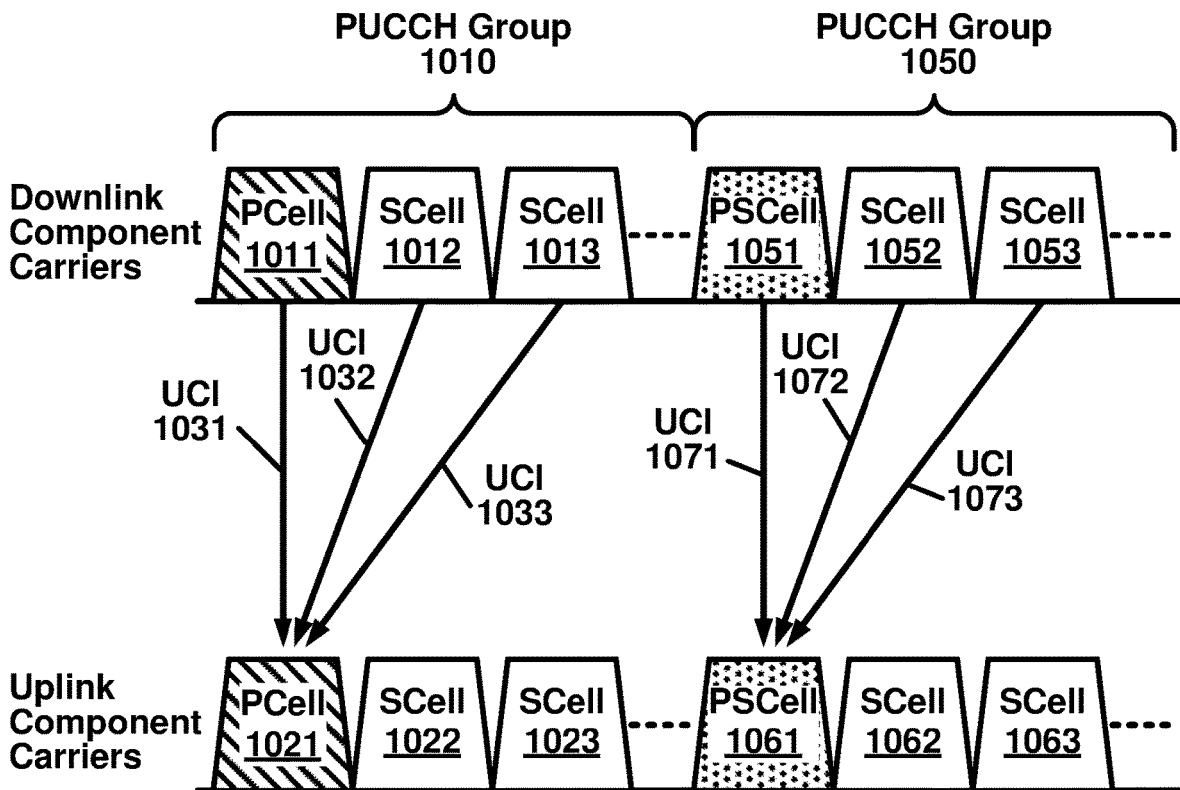 PUCCH Group
1010
PUCCH Group
1050
Downlink
Component
Carriers
PCell
1011
SCell
1012
SCell
1013
PSCell
1051
SCell
1052
SCell
1053
UCI
1031
UCI
1032
UCI
1033
UCI
1071
UCI
1072
UCI
1073
Uplink
Component
Carriers
PCell
1021
SCell
1022
SCell
1023
PSCell
1061
SCell
1062
SCell
1063